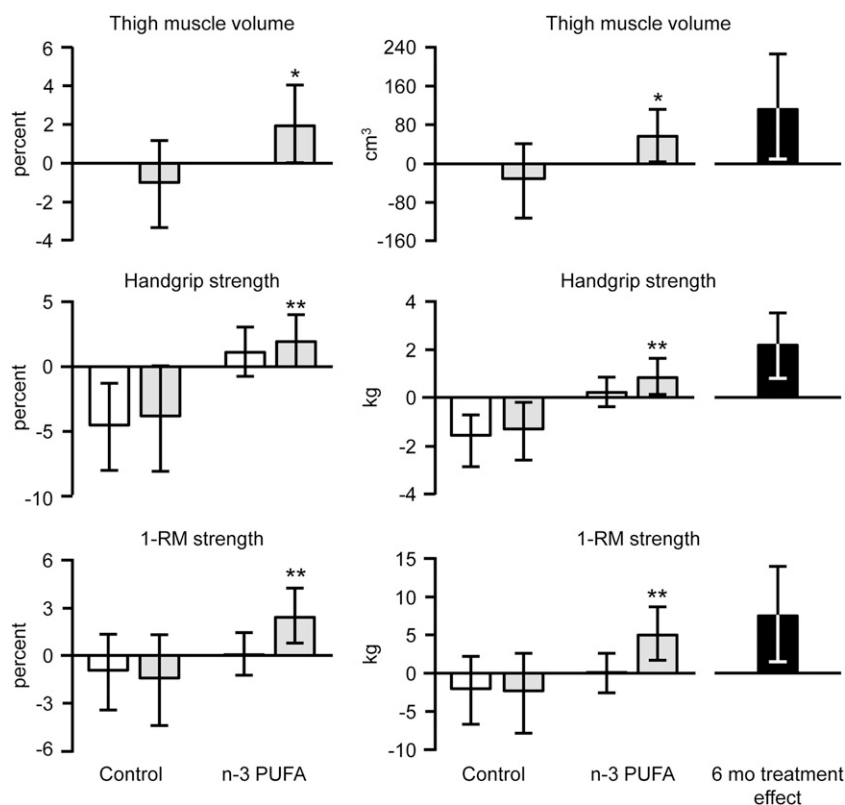 Thigh muscle volume
6
4
2
0
-2
-4
percent
*
Thigh muscle volume
240
160
80
0
-80
-160
cm³
*
Handgrip strength
5
0
-5
-10
percent
**
Handgrip strength
4
2
0
-2
-4
kg
**
1-RM strength
6
3
0
-3
-6
percent
**
Control
n-3 PUFA
1-RM strength
15
10
5
0
-5
-10
kg
**
Control
n-3 PUFA
6 mo treatment
effect